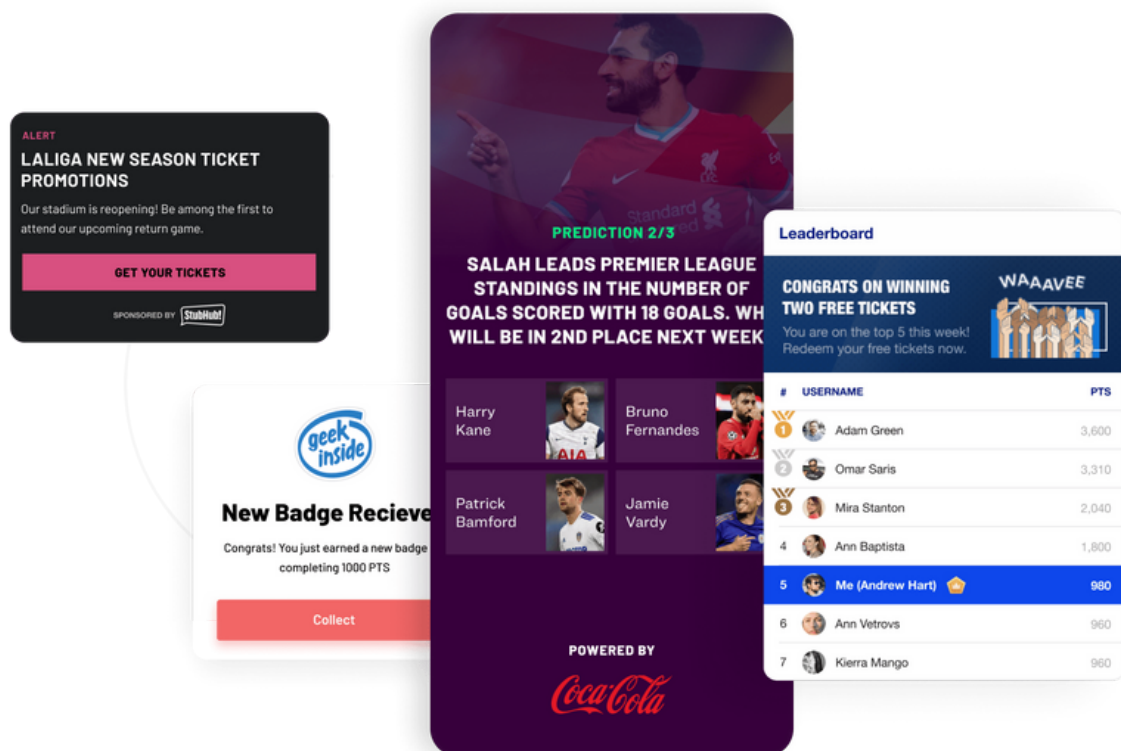 ALERT
LALIGA NEW SEASON TICKET
PROMOTIONS
Our stadium is reopening! Be among the first to
attend our upcoming return game.
GET YOUR TICKETS
SPONSORED BY StubHub!
geek
inside
New Badge Recieve
Congrats! You just earned a new badge
completing 1000 PTS
Collect
Standard
PREDICTION 2/3
SALAH LEADS PREMIER LEAGUE
STANDINGS IN THE NUMBER OF
GOALS SCORED WITH 18 GOALS. WH
WILL BE IN 2ND PLACE NEXT WEEK
Harry
Kane
AIA
Bruno
Fernandes
Patrick
Bamford
Jamie
Vardy
POWERED BY
Coca-Cola
Leaderboard
CONGRATS ON WINNING
TWO FREE TICKETS
You are on the top 5 this week!
Redeem your free tickets now.
WAAAVEE
# USERNAME PTS
1 Adam Green 3,600
2 Omar Saris 3,310
3 Mira Stanton 2,040
4 Ann Baptista 1,800
5 Me (Andrew Hart) 980
6 Ann Vetrovs 960
7 Kierra Mango 960